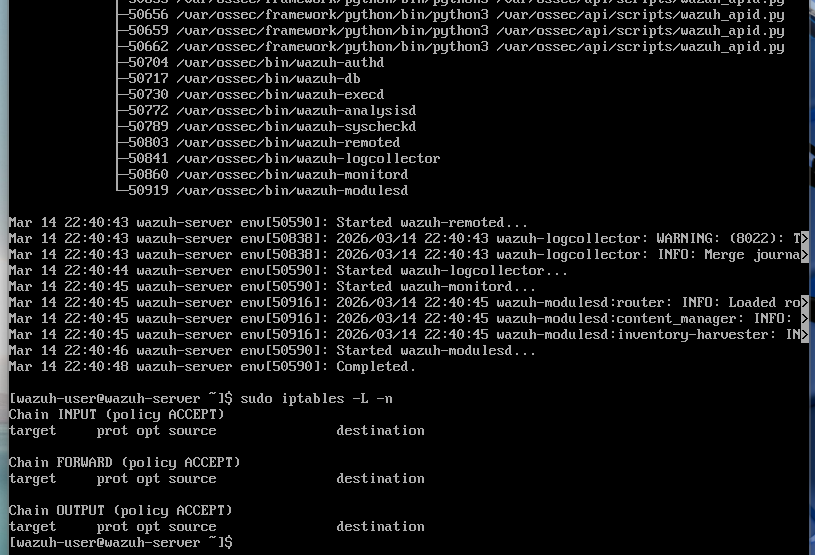 50656 /var/ossec/framework/python/bin/python3 /var/ossec/api/scripts/wazuh_apid.py
├─50659 /var/ossec/framework/python/bin/python3 /var/ossec/api/scripts/wazuh_apid.py
├─50662 /var/ossec/framework/python/bin/python3 /var/ossec/api/scripts/wazuh_apid.py
├─50704 /var/ossec/bin/wazuh-authd
├─50717 /var/ossec/bin/wazuh-db
├─50730 /var/ossec/bin/wazuh-execd
├─50772 /var/ossec/bin/wazuh-analysisd
├─50789 /var/ossec/bin/wazuh-syscheckd
├─50803 /var/ossec/bin/wazuh-remoted
├─50841 /var/ossec/bin/wazuh-logcollector
├─50860 /var/ossec/bin/wazuh-monitord
└─50919 /var/ossec/bin/wazuh-modulesd
Mar 14 22:40:43 wazuh-server env[50590]: Started wazuh-remoted...
Mar 14 22:40:43 wazuh-server env[50838]: 2026/03/14 22:40:43 wazuh-logcollector: WARNING: (8022): T>
Mar 14 22:40:43 wazuh-server env[50838]: 2026/03/14 22:40:43 wazuh-logcollector: INFO: Merge journa>
Mar 14 22:40:44 wazuh-server env[50590]: Started wazuh-logcollector...
Mar 14 22:40:45 wazuh-server env[50590]: Started wazuh-monitord...
Mar 14 22:40:45 wazuh-server env[50916]: 2026/03/14 22:40:45 wazuh-modulesd:router: INFO: Loaded ro>
Mar 14 22:40:45 wazuh-server env[50916]: 2026/03/14 22:40:45 wazuh-modulesd:content_manager: INFO: >
Mar 14 22:40:45 wazuh-server env[50916]: 2026/03/14 22:40:45 wazuh-modulesd:inventory-harvester: IN>
Mar 14 22:40:46 wazuh-server env[50590]: Started wazuh-modulesd...
Mar 14 22:40:48 wazuh-server env[50590]: Completed.
[wazuh-user@wazuh-server ~]$ sudo iptables -L -n
Chain INPUT (policy ACCEPT)
target     prot opt source               destination
Chain FORWARD (policy ACCEPT)
target     prot opt source               destination
Chain OUTPUT (policy ACCEPT)
target     prot opt source               destination
[wazuh-user@wazuh-server ~]$